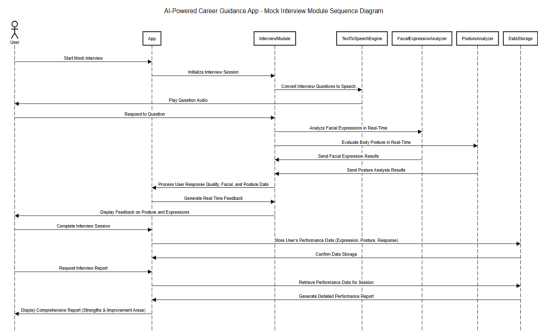 AI-Powered Career Guidance App - Mock Interview Module Sequence Diagram
User
App
InterviewModule
TextToSpeechEngine
FacialExpressionAnalyzer
PostureAnalyzer
DataStorage
Start Mock Interview
Initialize Interview Session
Convert Interview Questions to Speech
Play Question Audio
Respond to Question
Analyze Facial Expressions in Real-Time
Evaluate Body Posture in Real-Time
Send Facial Expression Results
Send Posture Analysis Results
Process User Response Quality, Facial, and Posture Data
Generate Real-Time Feedback
Display Feedback on Posture and Expressions
Complete Interview Session
Store User's Performance Data (Expression, Posture, Response)
Confirm Data Storage
Request Interview Report
Retrieve Performance Data for Session
Generate Detailed Performance Report
Display Comprehensive Report (Strengths & Improvement Areas)